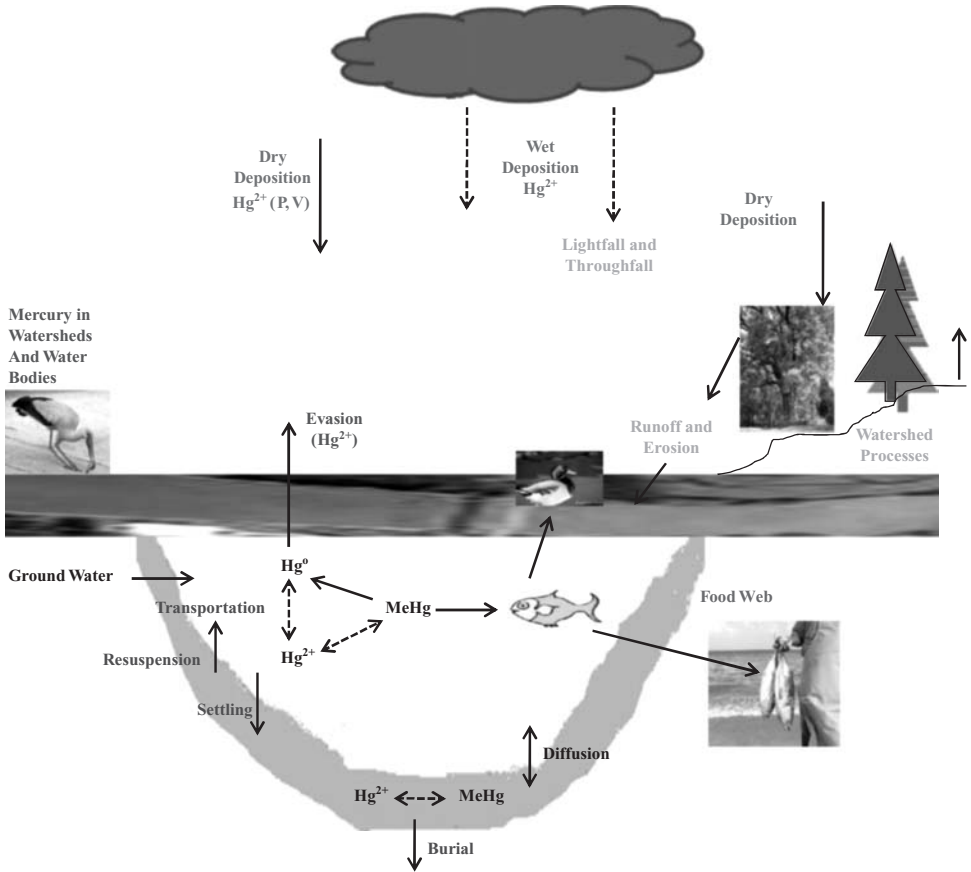 Dry
Deposition
Hg²⁺ (P, V)
Wet
Deposition
Hg²⁺
Dry
Deposition
Lightfall and
Throughfall
Mercury in
Watersheds
And Water
Bodies
Evasion
(Hg²⁺)
Runoff and
Erosion
Watershed
Processes
Ground Water
Hg⁰
Transportation
MeHg
Food Web
Resuspension
Hg²⁺
Settling
Diffusion
Hg²⁺
MeHg
Burial